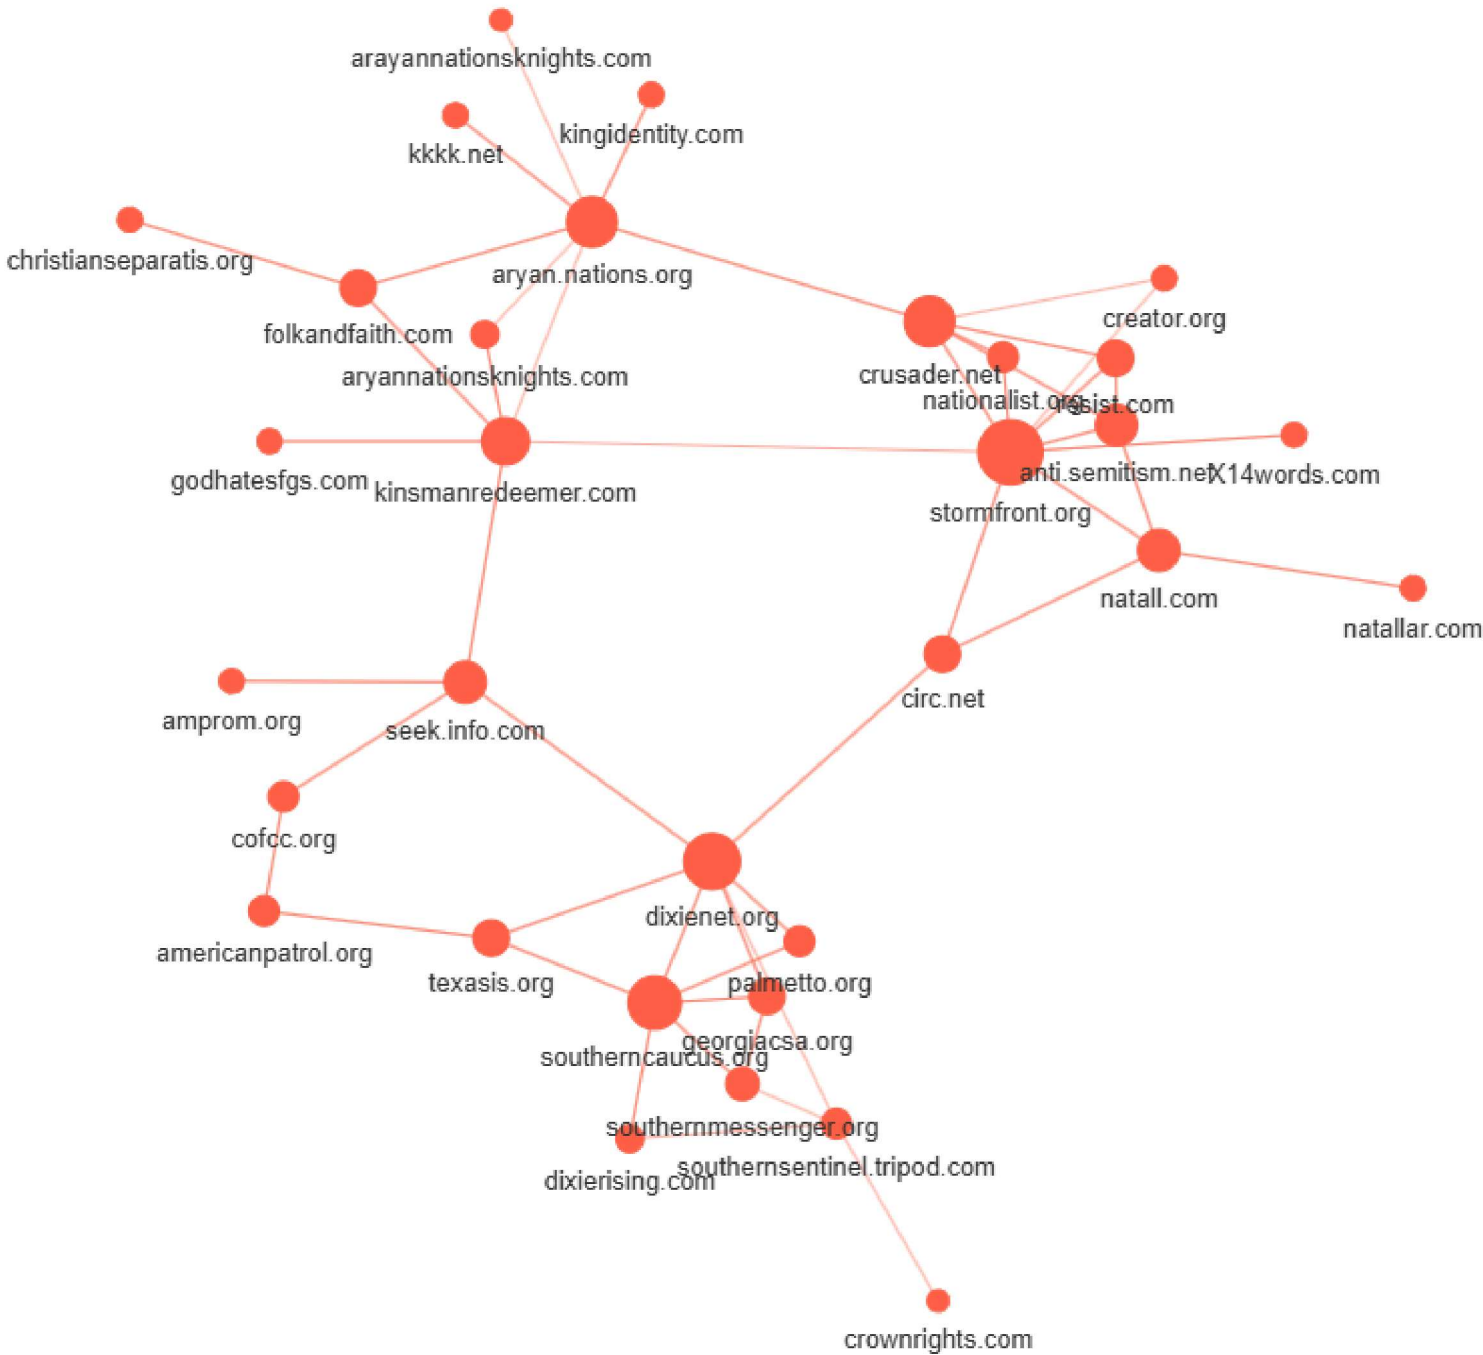 arayannationsknights.com
kingidentity.com
kkkk.net
christianseparatis.org
aryan.nations.org
folkandfaith.com
creator.org
aryannationsknights.com
crusader.net
nationalist.org
resist.com
godhatesfgs.com
kinsmanredeemer.com
anti.semitism.net
X14words.com
stormfront.org
natall.com
natallar.com
circ.net
amprom.org
seek.info.com
cofcc.org
dixienet.org
americanpatrol.org
texasis.org
palmetto.org
georgiacsa.org
southerncaucus.org
southernmessenger.org
southernsentinel.tripod.com
dixierising.com
crownrights.com